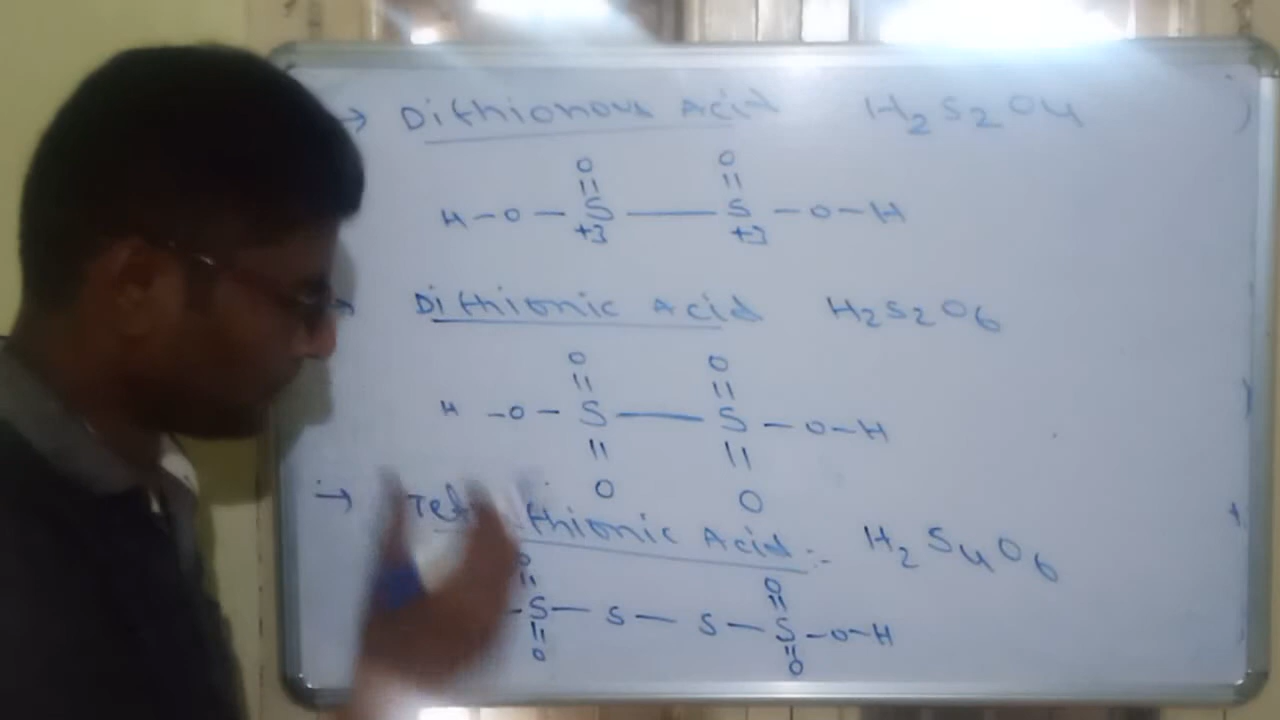 → Dithionous Acid H2S2O4
O O
|| ||
H-O-S—S-O-H
+3 +3
Dithionic Acid H2S2O6
O O
|| ||
H -O-S—S-O-H
|| ||
O O
→ thionic Acid :- H2S4O6
O O
|| ||
-S-S-S-S-O-H
|| ||
O O